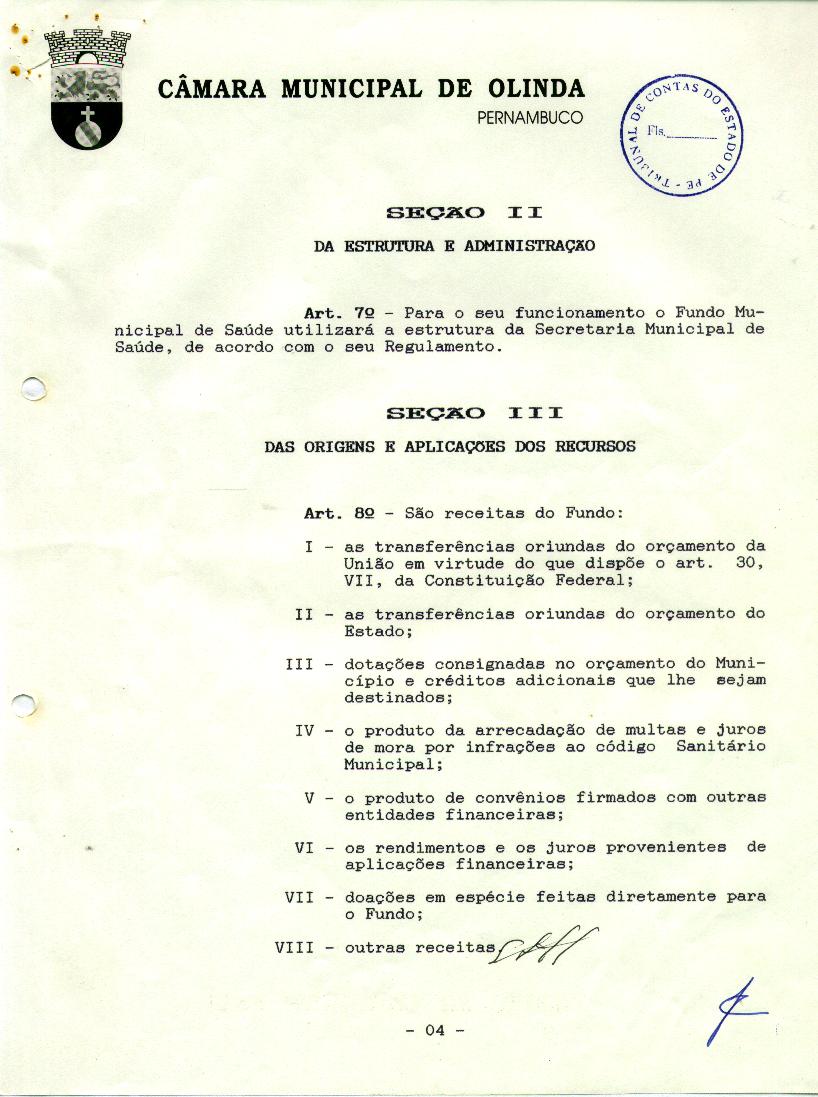 CÂMARA MUNICIPAL DE OLINDA
PERNAMBUCO
TRIBUNAL DE CONTAS DO ESTADO DE PE -
Fls.
SEÇÃO II
DA ESTRUTURA E ADMINISTRAÇÃO
Art. 7º - Para o seu funcionamento o Fundo Mu-
nicipal de Saúde utilizará a estrutura da Secretaria Municipal de
Saúde, de acordo com o seu Regulamento.
SEÇÃO III
DAS ORIGENS E APLICAÇÕES DOS RECURSOS
Art. 8º - São receitas do Fundo:
I - as transferências oriundas do orçamento da
União em virtude do que dispõe o art. 30,
VII, da Constituição Federal;
II - as transferências oriundas do orçamento do
Estado;
III - dotações consignadas no orçamento do Muni-
cípio e créditos adicionais que lhe sejam
destinados;
IV - o produto da arrecadação de multas e juros
de mora por infrações ao código Sanitário
Municipal;
V - o produto de convênios firmados com outras
entidades financeiras;
VI - os rendimentos e os juros provenientes de
aplicações financeiras;
VII - doações em espécie feitas diretamente para
o Fundo;
VIII - outras receitas
- 04 -